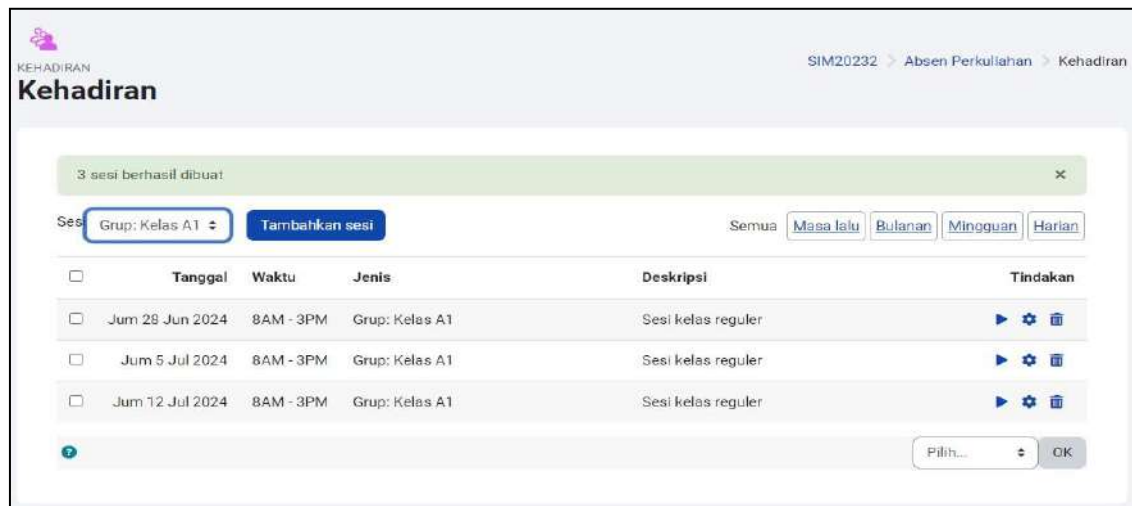 KEHADIRAN
Kehadiran
SIM20232 > Absen Perkuliahan > Kehadiran
3 sesi berhasil dibuat ×
Sesi Grup: Kelas A1 Tambahkan sesi Semua Masa lalu Bulanan Mingguan Harian
Tanggal Waktu Jenis Deskripsi Tindakan
Jum 28 Jun 2024 8AM - 3PM Grup: Kelas A1 Sesi kelas reguler
Jum 5 Jul 2024 8AM - 3PM Grup: Kelas A1 Sesi kelas reguler
Jum 12 Jul 2024 8AM - 3PM Grup: Kelas A1 Sesi kelas reguler
? Pilih... OK